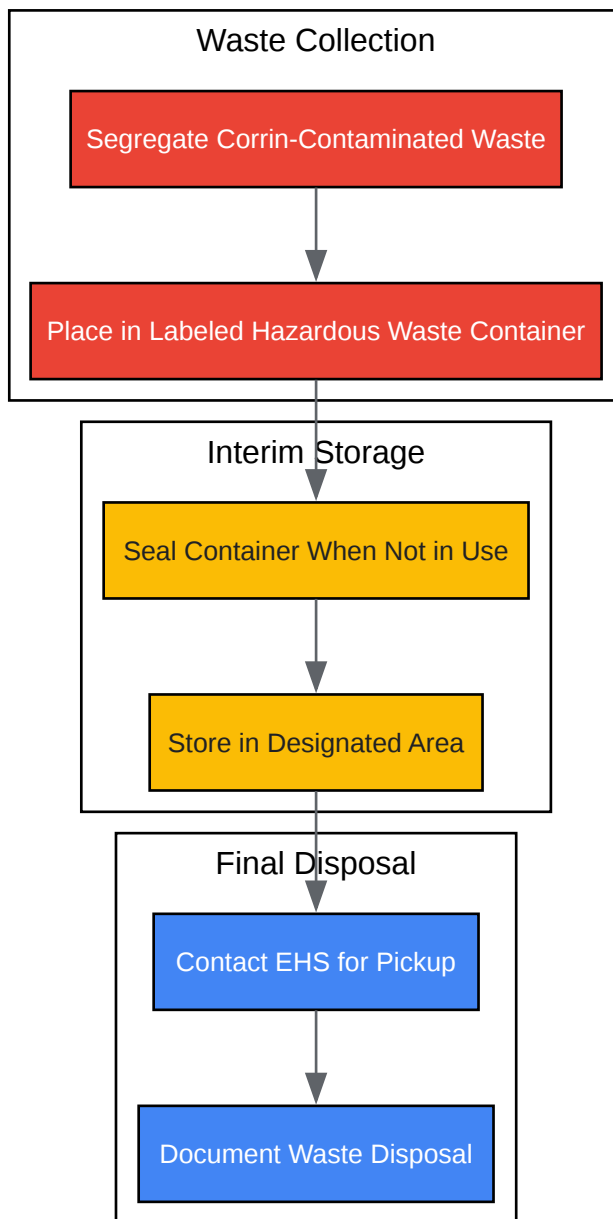 Waste Collection
Segregate Corrin-Contaminated Waste
Place in Labeled Hazardous Waste Container
Interim Storage
Seal Container When Not in Use
Store in Designated Area
Final Disposal
Contact EHS for Pickup
Document Waste Disposal